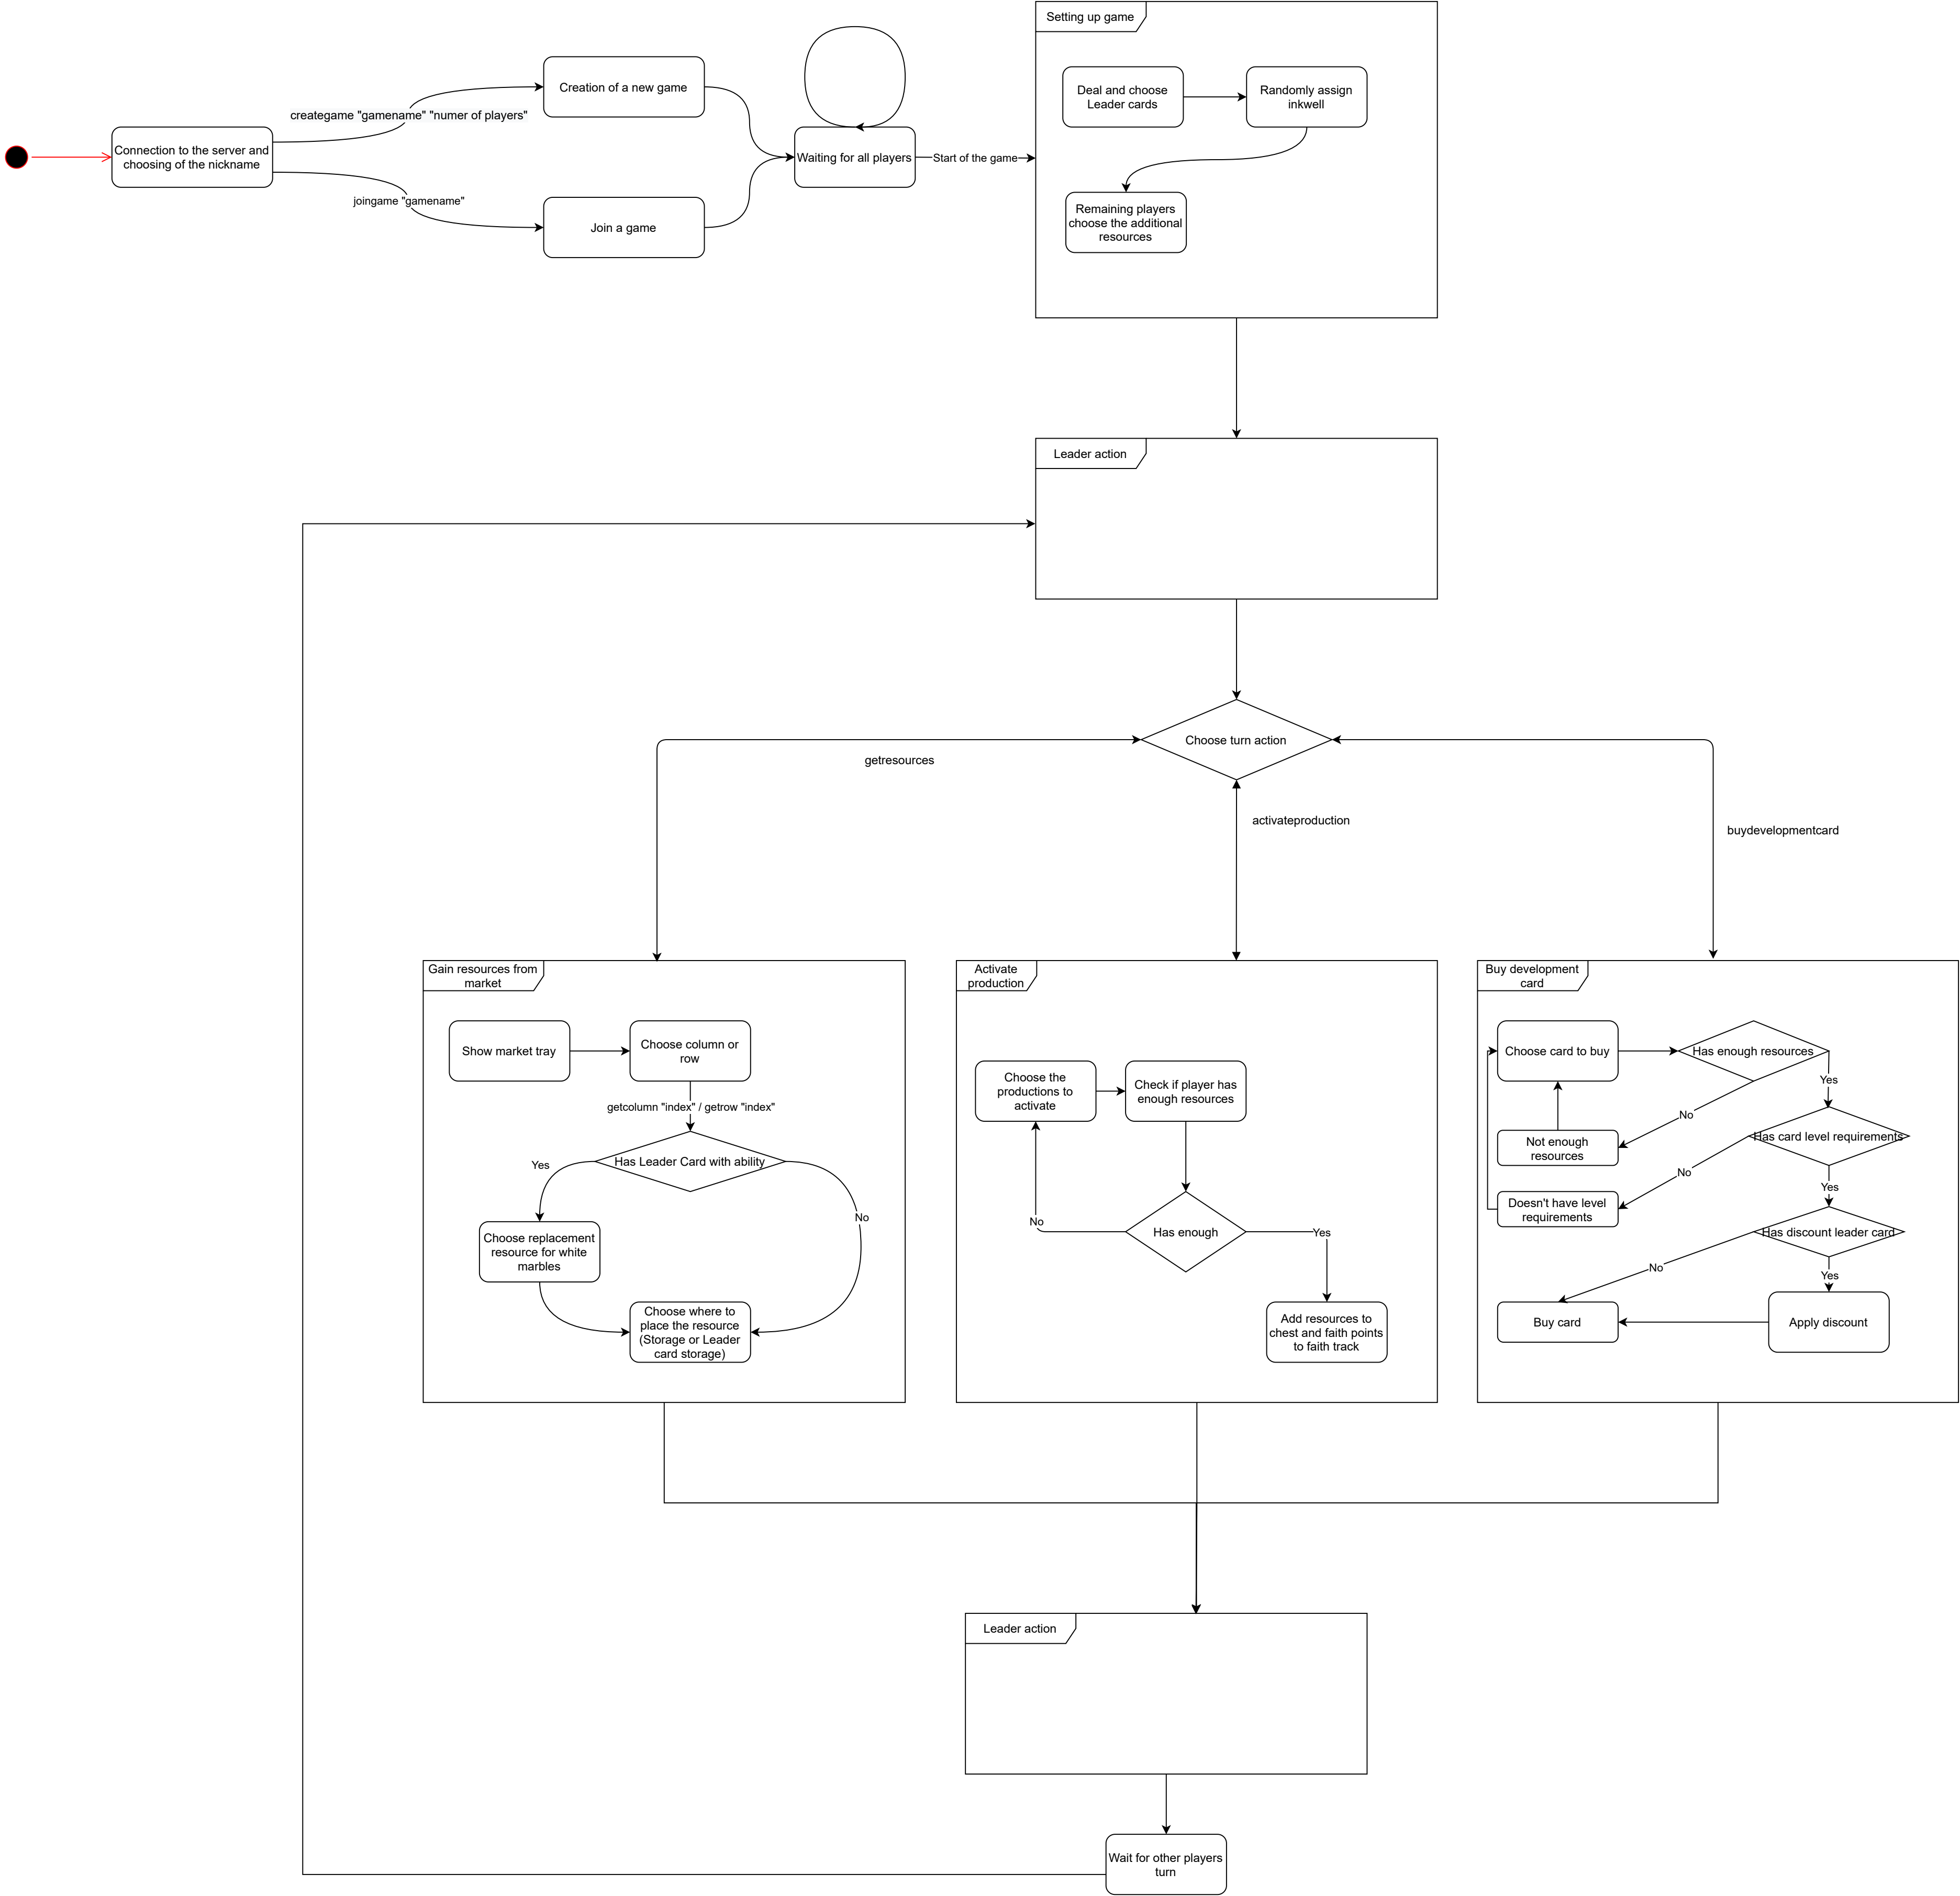 Setting up game
Deal and choose
Leader cards
Randomly assign
inkwell
Remaining players
choose the additional
resources
Creation of a new game
creategame "gamename" "numer of players"
Connection to the server and
choosing of the nickname
joingame "gamename"
Join a game
Waiting for all players
Start of the game
Leader action
Choose turn action
getresources
activateproduction
buydevelopmentcard
Gain resources from
market
Show market tray
Choose column or
row
getcolumn "index" / getrow "index"
Has Leader Card with ability
Yes
No
Choose replacement
resource for white
marbles
Choose where to
place the resource
(Storage or Leader
card storage)
Activate
production
Choose the
productions to
activate
Check if player has
enough resources
Has enough
No
Yes
Add resources to
chest and faith points
to faith track
Buy development
card
Choose card to buy
Has enough resources
Yes
No
Not enough
resources
Has card level requirements
No
Yes
Doesn't have level
requirements
Has discount leader card
No
Yes
Buy card
Apply discount
Leader action
Wait for other players
turn